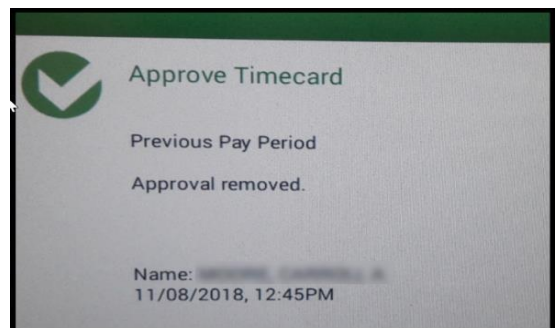 Approve Timecard
Previous Pay Period
Approval removed.
Name:
11/08/2018, 12:45PM